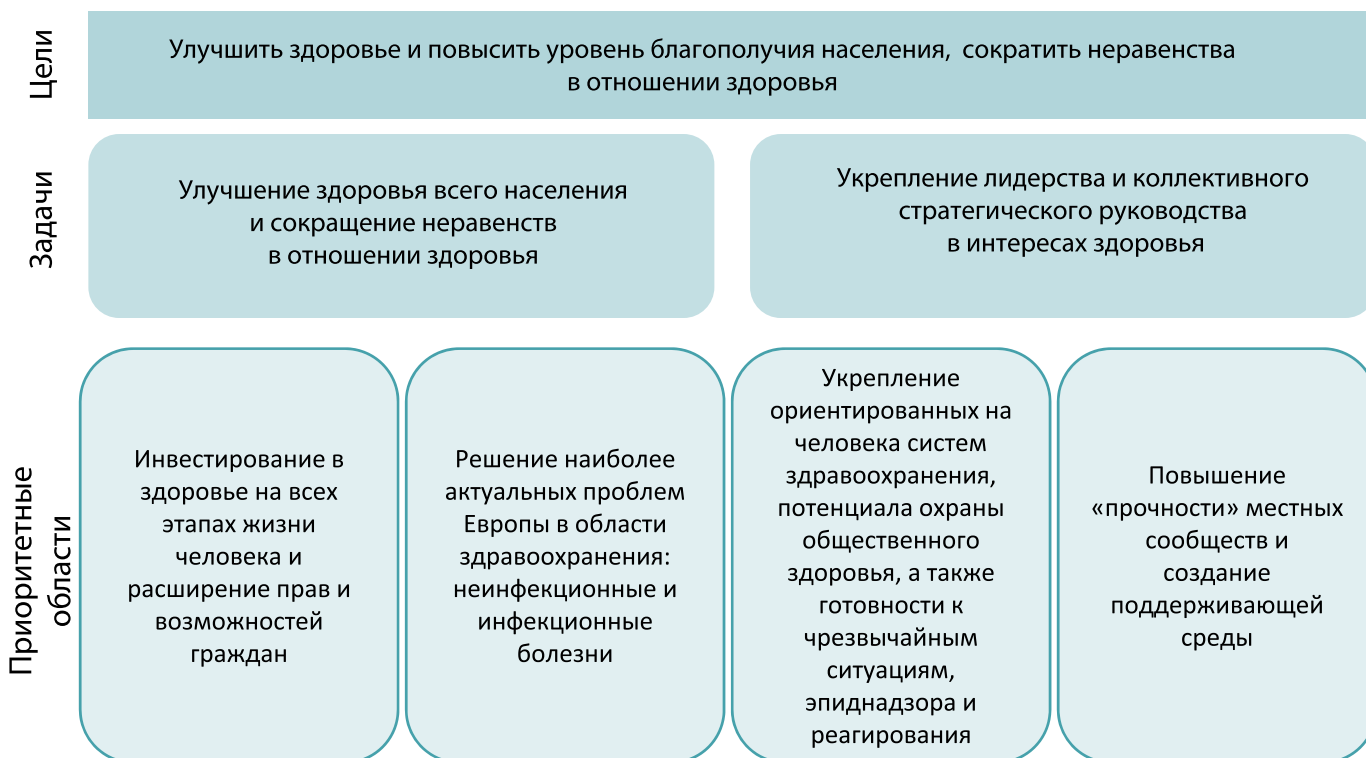 Цели
Улучшить здоровье и повысить уровень благополучия населения, сократить неравенства
в отношении здоровья
Задачи
Улучшение здоровья всего населения
и сокращение неравенств
в отношении здоровья
Укрепление лидерства и коллективного
стратегического руководства
в интересах здоровья
Приоритетные
области
Инвестирование в
здоровье на всех
этапах жизни
человека и
расширение прав и
возможностей
граждан
Решение наиболее
актуальных проблем
Европы в области
здравоохранения:
неинфекционные и
инфекционные
болезни
Укрепление
ориентированных на
человека систем
здравоохранения,
потенциала охраны
общественного
здоровья, а также
готовности к
чрезвычайным
ситуациям,
эпиднадзора и
реагирования
Повышение
«прочности» местных
сообществ и
создание
поддерживающей
среды